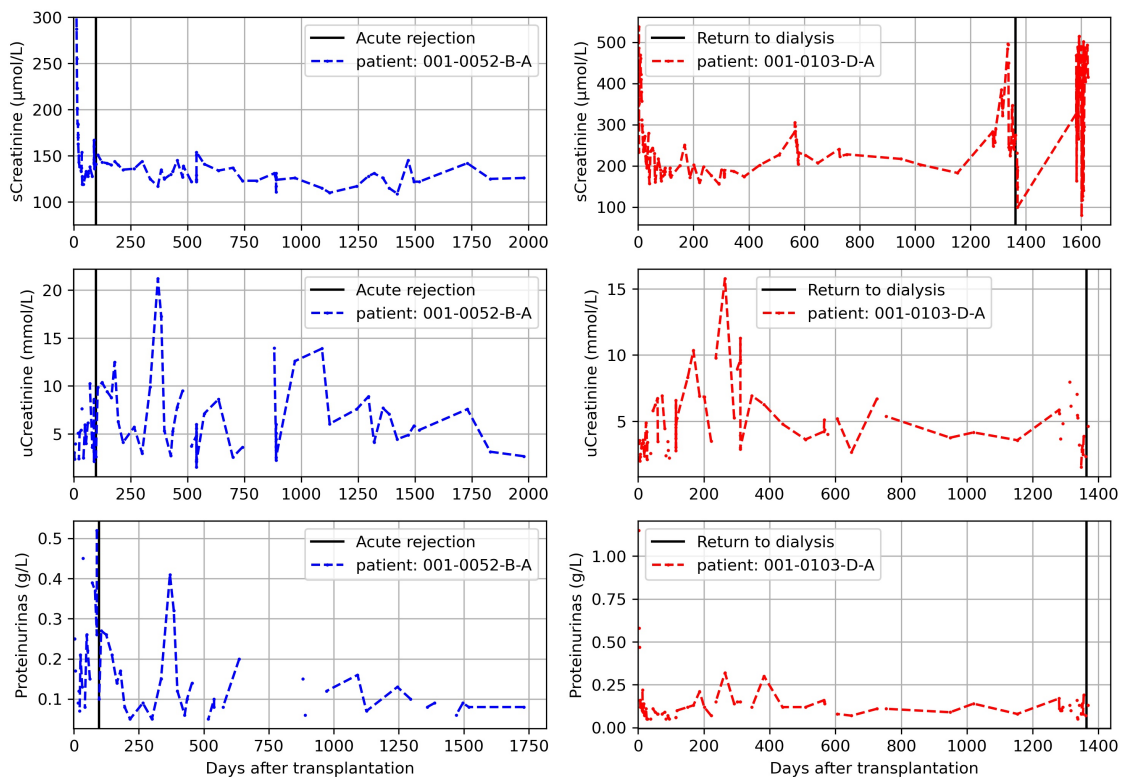 300
250
200
150
100
sCreatinine (µmol/L)
Acute rejection
patient: 001-0052-B-A
0 250 500 750 1000 1250 1500 1750 2000
500
400
300
200
100
sCreatinine (µmol/L)
Return to dialysis
patient: 001-0103-D-A
0 200 400 600 800 1000 1200 1400 1600
20
15
10
5
uCreatinine (mmol/L)
Acute rejection
patient: 001-0052-B-A
0 250 500 750 1000 1250 1500 1750 2000
15
10
5
uCreatinine (mmol/L)
Return to dialysis
patient: 001-0103-D-A
0 200 400 600 800 1000 1200 1400
0.5
0.4
0.3
0.2
0.1
Proteinurinas (g/L)
Acute rejection
patient: 001-0052-B-A
0 250 500 750 1000 1250 1500 1750
Days after transplantation
1.00
0.75
0.50
0.25
0.00
Proteinurinas (g/L)
Return to dialysis
patient: 001-0103-D-A
0 200 400 600 800 1000 1200 1400
Days after transplantation